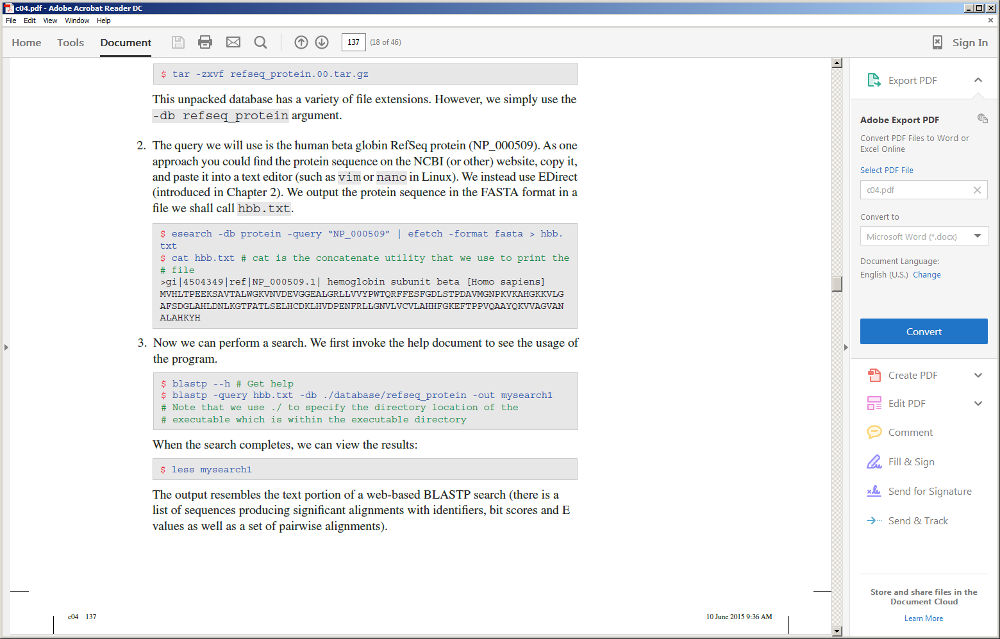 c04.pdf - Adobe Acrobat Reader DC
File Edit View Window Help
Home Tools Document 137 (18 of 46) Sign In
$ tar -zxvf refseq_protein.00.tar.gz
This unpacked database has a variety of file extensions. However, we simply use the
-db refseq_protein argument.
2. The query we will use is the human beta globin RefSeq protein (NP_000509). As one
approach you could find the protein sequence on the NCBI (or other) website, copy it,
and paste it into a text editor (such as vim or nano in Linux). We instead use EDirect
(introduced in Chapter 2). We output the protein sequence in the FASTA format in a
file we shall call hbb.txt.
$ esearch -db protein -query “NP_000509” | efetch -format fasta > hbb.
txt
$ cat hbb.txt # cat is the concatenate utility that we use to print the
# file
>gi|4504349|ref|NP_000509.1| hemoglobin subunit beta [Homo sapiens]
MVHLTPEEKSAVTALWGKVNVDEVGGEALGRLLVVYPWTQRFFESFGDLSTPDAVMGNPKVKAHGKKVLG
AFSDGLAHLDNLKGTFATLSELHCDKLHVDPENFRLLGNVLVCVLAHHFGKEFTPPVQAAYQKVVAGVAN
ALAHKYH
3. Now we can perform a search. We first invoke the help document to see the usage of
the program.
$ blastp --h # Get help
$ blastp -query hbb.txt -db ./database/refseq_protein -out mysearch1
# Note that we use ./ to specify the directory location of the
# executable which is within the executable directory
When the search completes, we can view the results:
$ less mysearch1
The output resembles the text portion of a web-based BLASTP search (there is a
list of sequences producing significant alignments with identifiers, bit scores and E
values as well as a set of pairwise alignments).
c04 137
10 June 2015 9:36 AM
Export PDF
Adobe Export PDF
Convert PDF Files to Word or
Excel Online
Select PDF File
c04.pdf
Convert to
Microsoft Word (*.docx)
Document Language:
English (U.S.) Change
Convert
Create PDF
Edit PDF
Comment
Fill & Sign
Send for Signature
Send & Track
Store and share files in the
Document Cloud
Learn More